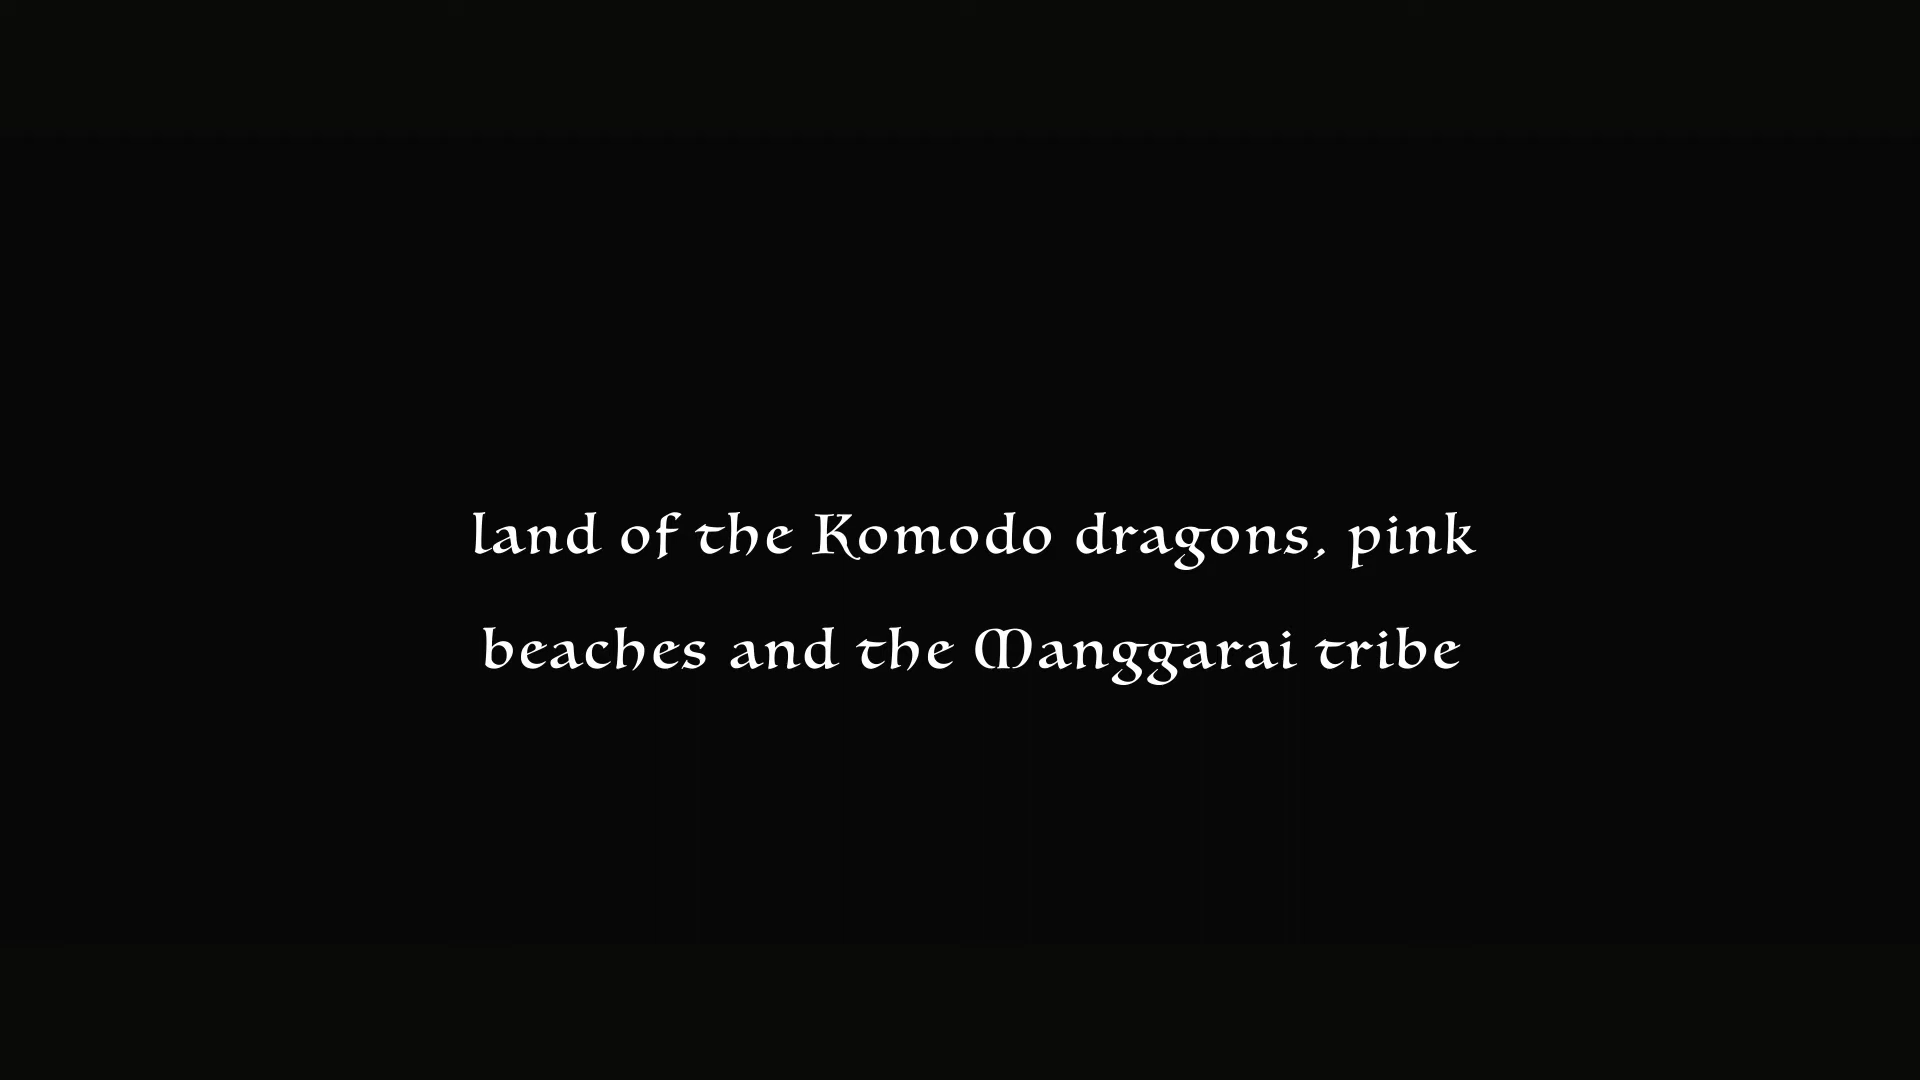 land of the Komodo dragons, pink
beaches and the Manggarai tribe